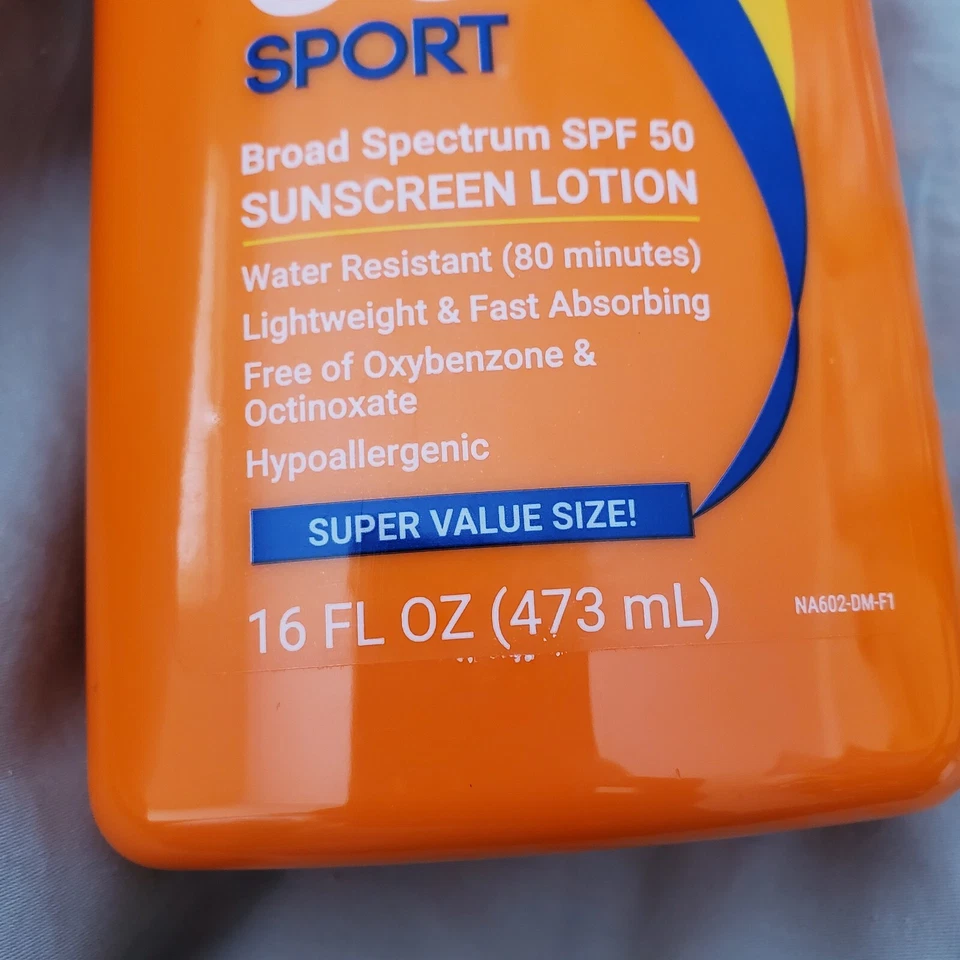 SPORT
Broad Spectrum SPF 50
SUNSCREEN LOTION
Water Resistant (80 minutes)
Lightweight & Fast Absorbing
Free of Oxybenzone &
Octinoxate
Hypoallergenic
SUPER VALUE SIZE!
16 FL OZ (473 mL)
NA602-DM-F1